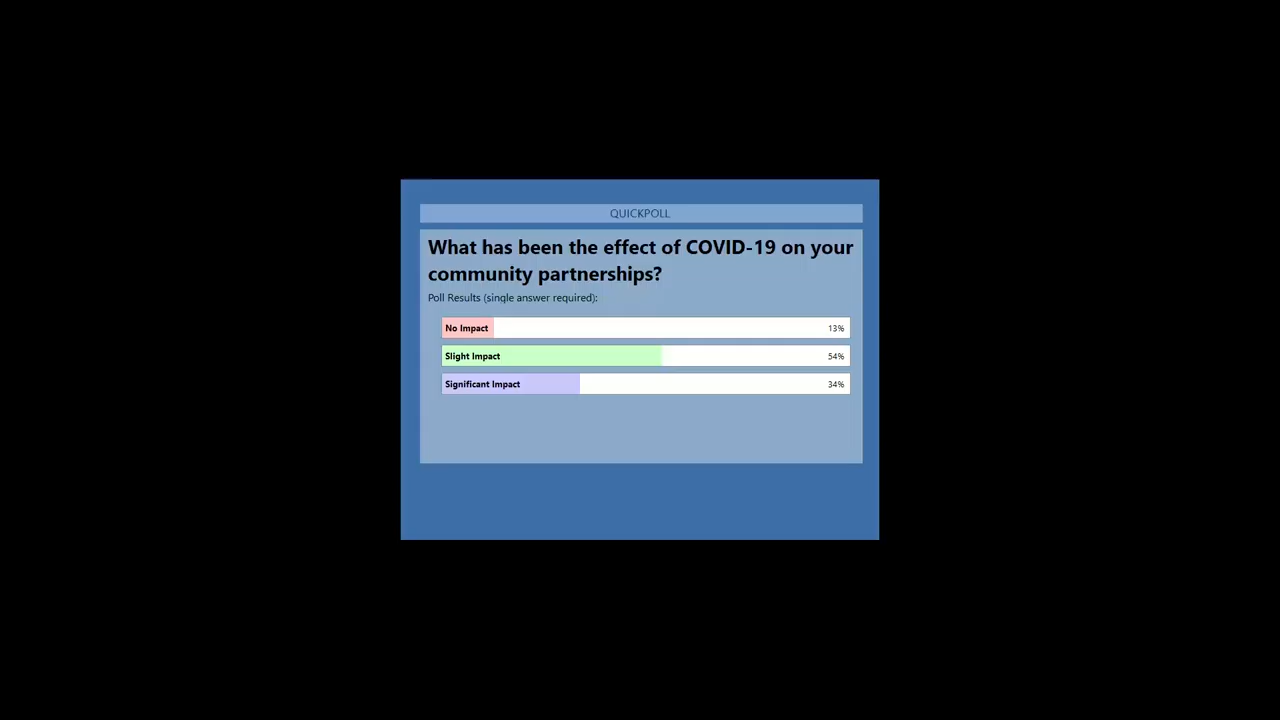 QUICKPOLL
What has been the effect of COVID-19 on your
community partnerships?
Poll Results (single answer required):
No Impact 13%
Slight Impact 54%
Significant Impact 34%